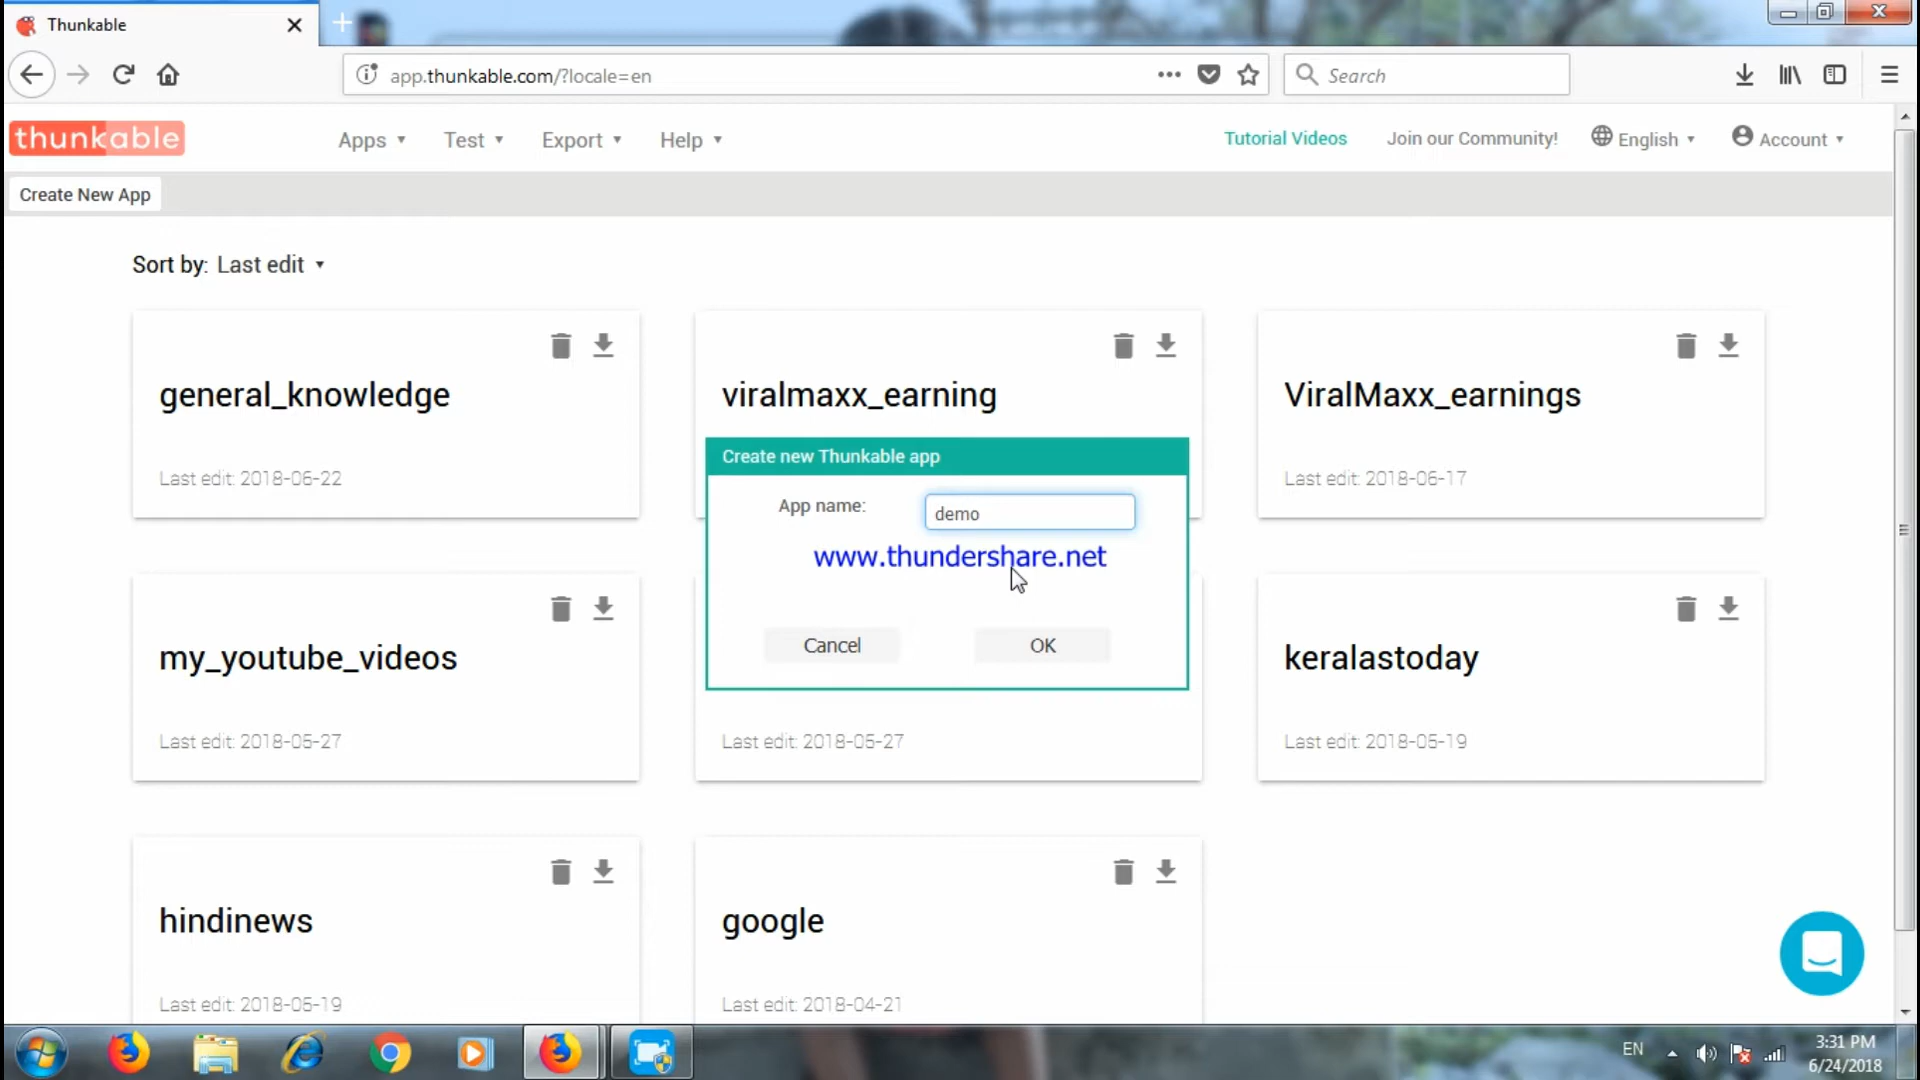 Thunkable
app.thunkable.com/?locale=en
Search
thunkable
Apps
Test
Export
Help
Tutorial Videos
Join our Community!
English
Account
Create New App
Sort by: Last edit
general_knowledge
Last edit: 2018-06-22
viralmaxx_earning
ViralMaxx_earnings
Last edit: 2018-06-17
Create new Thunkable app
App name:
demo
www.thundershare.net
Cancel
OK
my_youtube_videos
Last edit: 2018-05-27
Last edit: 2018-05-27
keralastoday
Last edit: 2018-05-19
hindinews
Last edit: 2018-05-19
google
Last edit: 2018-04-21
EN
3:31 PM
6/24/2018